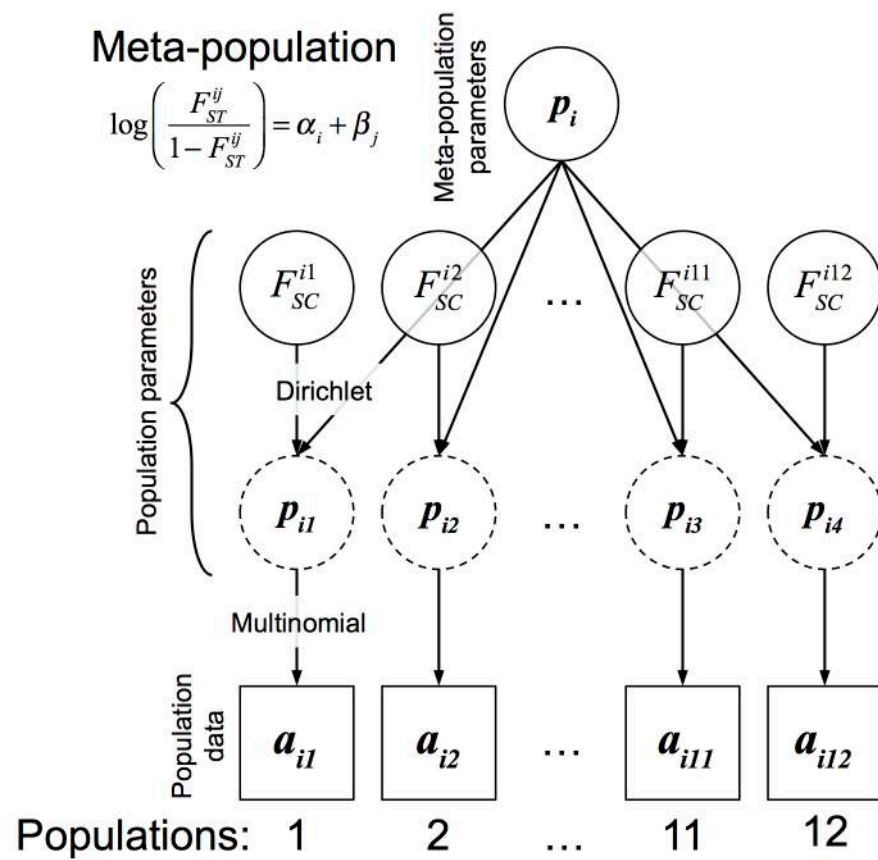 Meta-population
log(F_ST^ij / 1 − F_ST^ij) = α_i + β_j
Meta-population
parameters
p_i
Population parameters
F_SC^i1 F_SC^i2 ... F_SC^i11 F_SC^i12
Dirichlet
p_i1 p_i2 ... p_i3 p_i4
Multinomial
Population
data
a_i1 a_i2 ... a_i11 a_i12
Populations: 1 2 ... 11 12